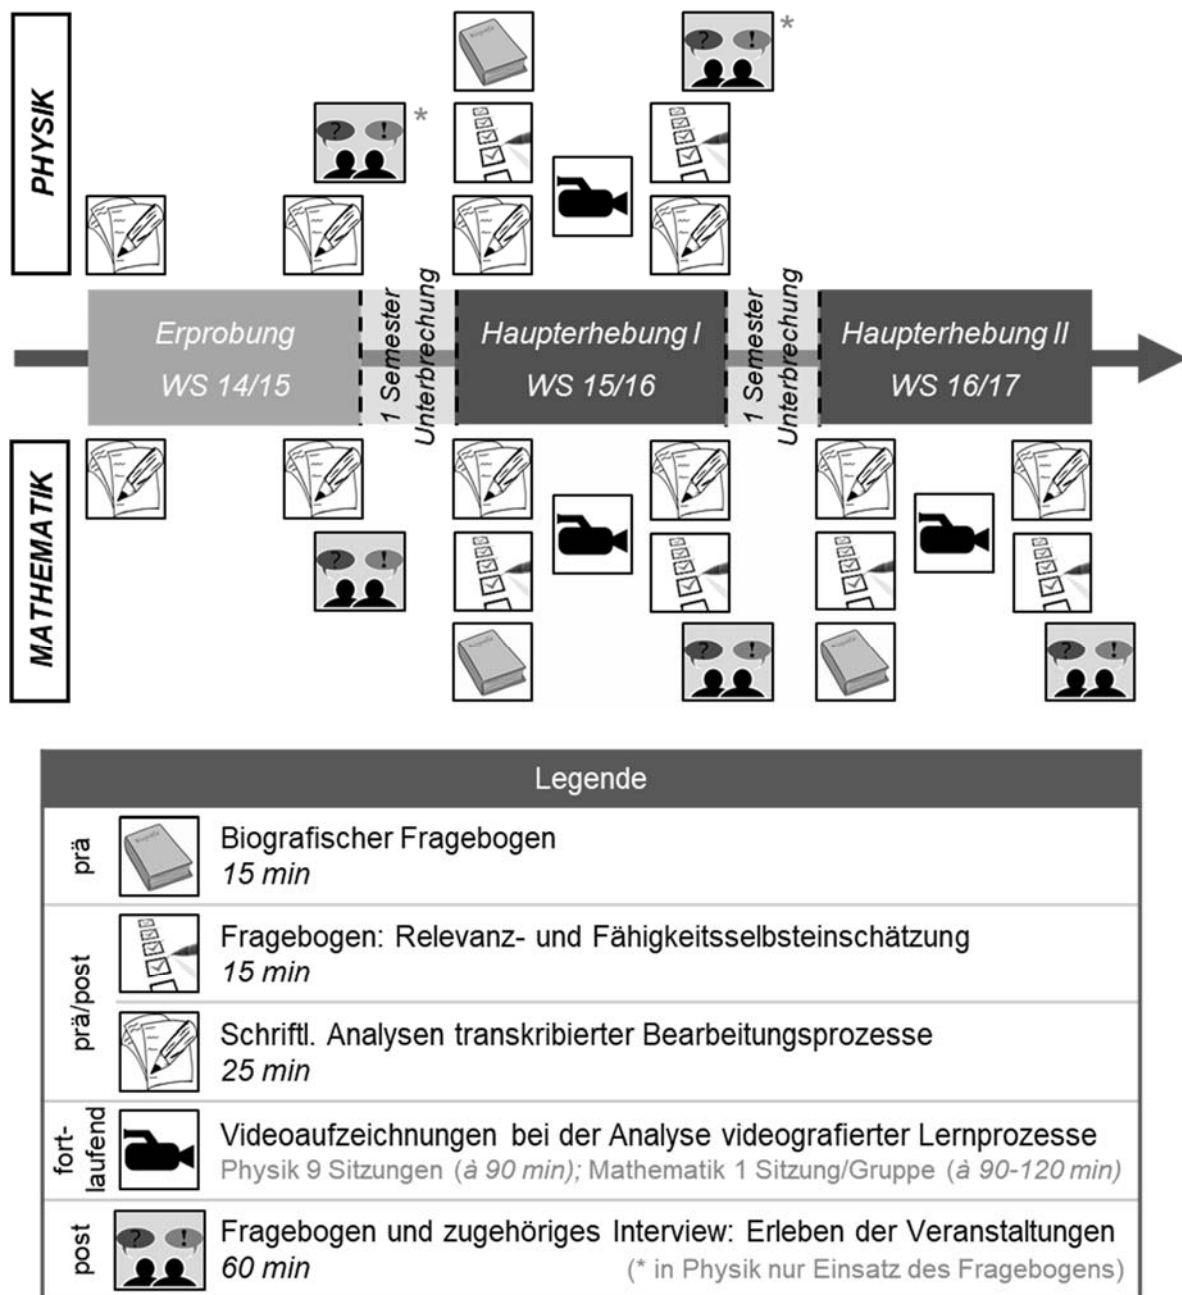 PHYSIK
*
*
Erprobung
WS 14/15
1 Semester
Unterbrechung
Haupterhebung I
WS 15/16
1 Semester
Unterbrechung
Haupterhebung II
WS 16/17
MATHEMATIK
? !
? !
? !
? !
? !
Legende
prä
Biografischer Fragebogen
15 min
prä/post
Fragebogen: Relevanz- und Fähigkeitsselbsteinschätzung
15 min
Schriftl. Analysen transkribierter Bearbeitungsprozesse
25 min
fort-
laufend
Videoaufzeichnungen bei der Analyse videografierter Lernprozesse
Physik 9 Sitzungen (à 90 min); Mathematik 1 Sitzung/Gruppe (à 90-120 min)
post
? !
Fragebogen und zugehöriges Interview: Erleben der Veranstaltungen
60 min
(* in Physik nur Einsatz des Fragebogens)